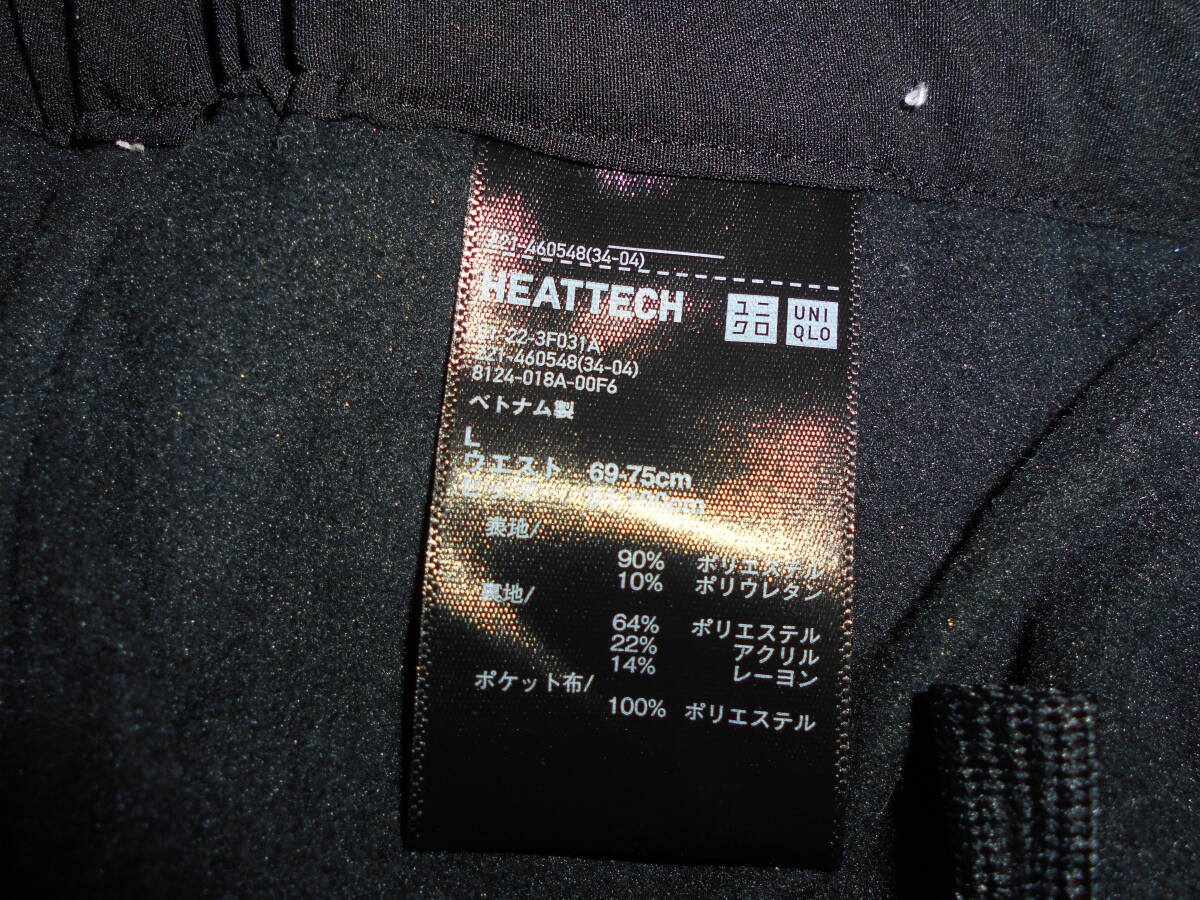 221-460548(34-04)
HEATTECH
ユニ
クロ
UNI
QLO
221-460548(34-04)
8124-018A-00F6
ベトナム製
L
ウエスト 69-75cm
表地/
90% ポリエステル
10% ポリウレタン
裏地/
64% ポリエステル
22% アクリル
14% レーヨン
ポケット布/
100% ポリエステル